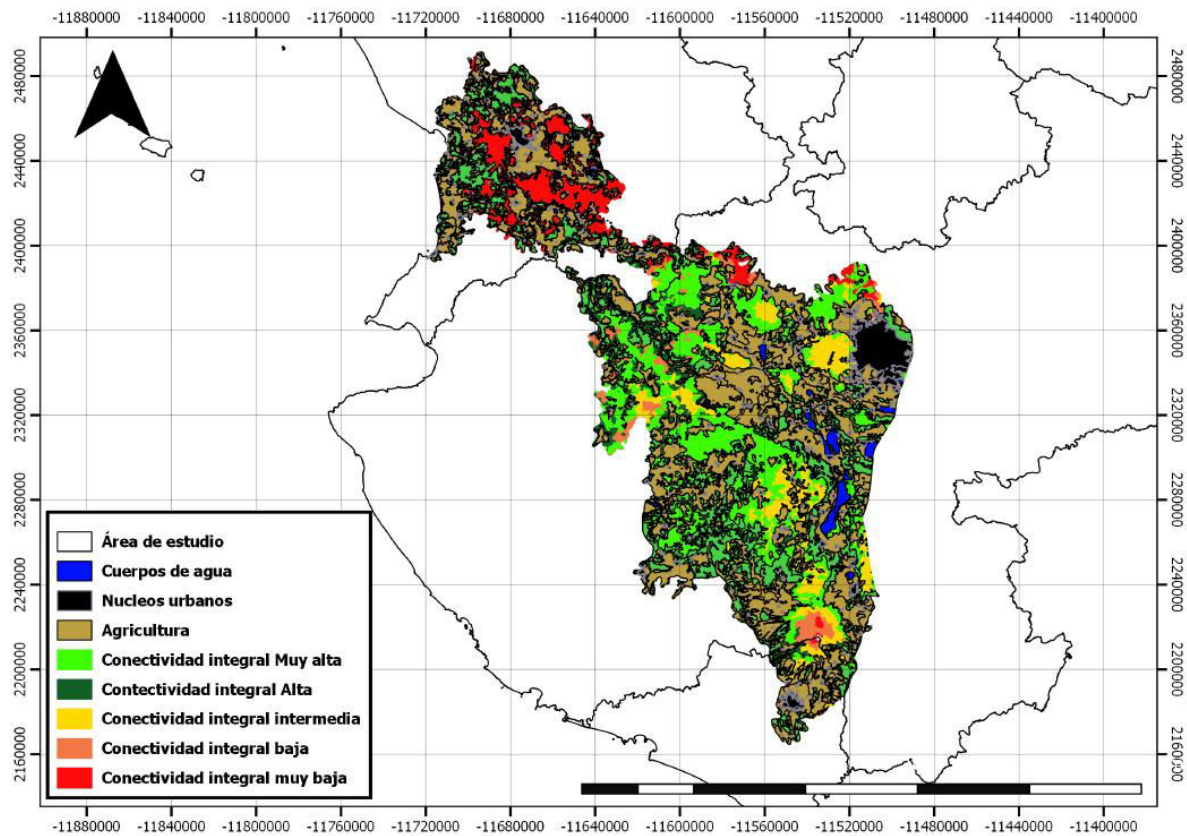 -11880000 -11840000 -11800000 -11760000 -11720000 -11680000 -11640000 -11600000 -11560000 -11520000 -11480000 -11440000 -11400000
2480000 2480000
2440000 2440000
2400000 2400000
2360000 2360000
2320000 2320000
2280000 2280000
2240000 2240000
2200000 2200000
2160000 2160000
Área de estudio
Cuerpos de agua
Nucleos urbanos
Agricultura
Conectividad integral Muy alta
Contectividad integral Alta
Conectividad integral intermedia
Conectividad integral baja
Conectividad integral muy baja
-11880000 -11840000 -11800000 -11760000 -11720000 -11680000 -11640000 -11600000 -11560000 -11520000 -11480000 -11440000 -11400000